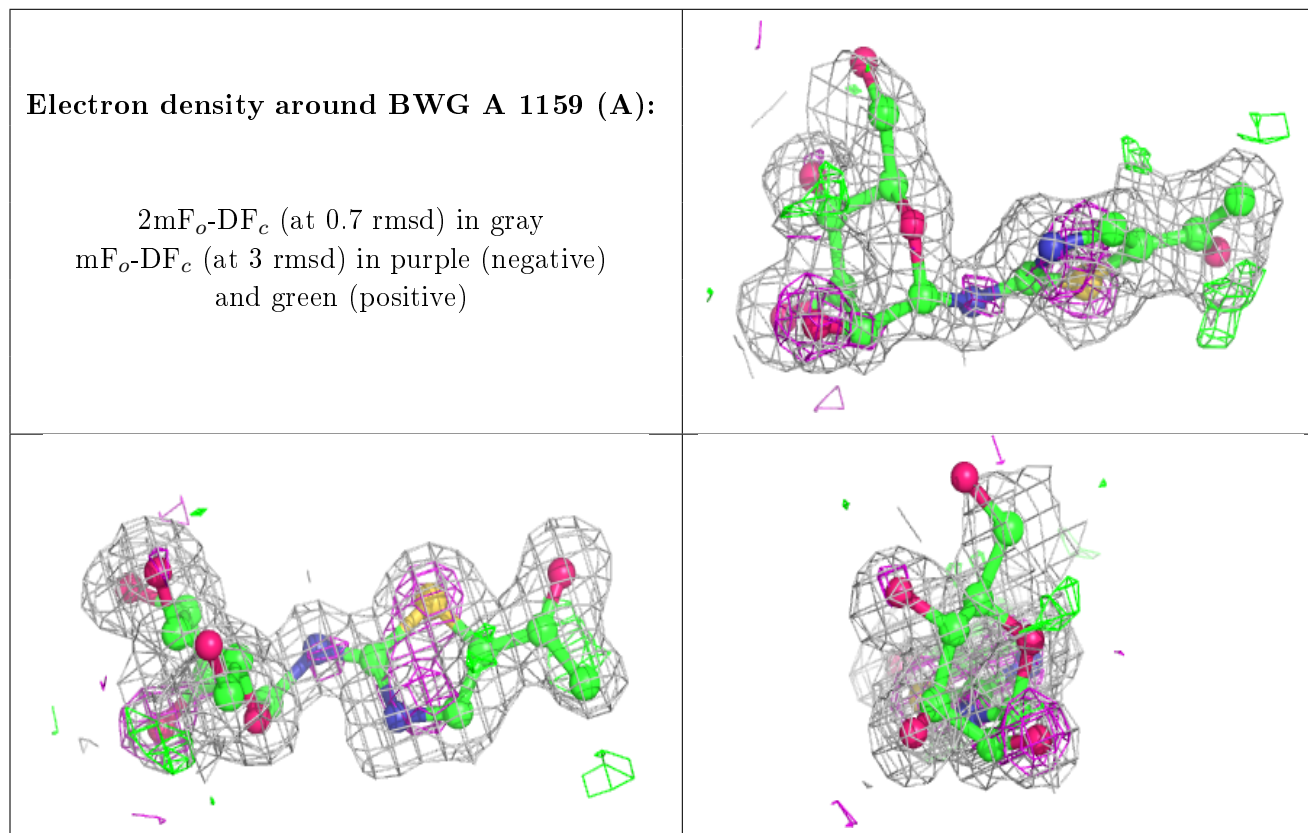 Electron density around BWG A 1159 (A):
2mFo-DFc (at 0.7 rmsd) in gray
mFo-DFc (at 3 rmsd) in purple (negative)
and green (positive)